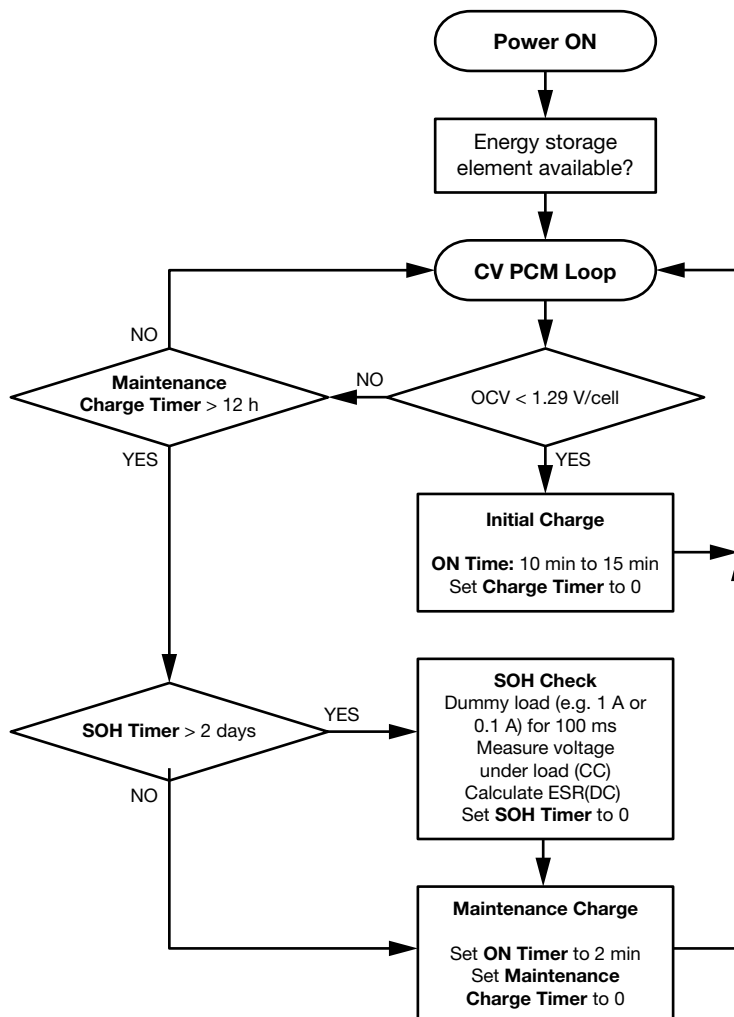 Power ON
Energy storage
element available?
CV PCM Loop
NO
Maintenance
Charge Timer > 12 h
NO
OCV < 1.29 V/cell
YES
YES
Initial Charge
ON Time: 10 min to 15 min
Set Charge Timer to 0
SOH Timer > 2 days
YES
NO
SOH Check
Dummy load (e.g. 1 A or
0.1 A) for 100 ms
Measure voltage
under load (CC)
Calculate ESR(DC)
Set SOH Timer to 0
Maintenance Charge
Set ON Timer to 2 min
Set Maintenance
Charge Timer to 0